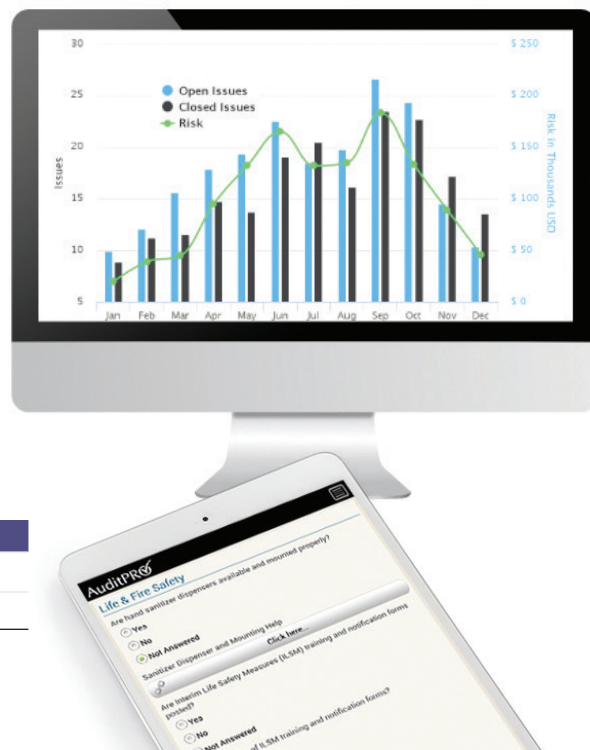 30
25
20
15
10
5
Issues
Open Issues
Closed Issues
Risk
$ 250
$ 200
$ 150
$ 100
$ 50
$ 0
Risk in Thousands USD
Jan Feb Mar Apr May Jun Jul Aug Sep Oct Nov Dec
AuditPRO
Life & Fire Safety
Are hand sanitizer dispensers available and mounted properly?
Yes
No
Not Answered
Sanitizer Dispenser and Mounting Help
Click here...
Are Interim Life Safety Measures (ILSM) training and notification forms
posted?
Yes
No
Not Answered
of ILSM training and notification forms?